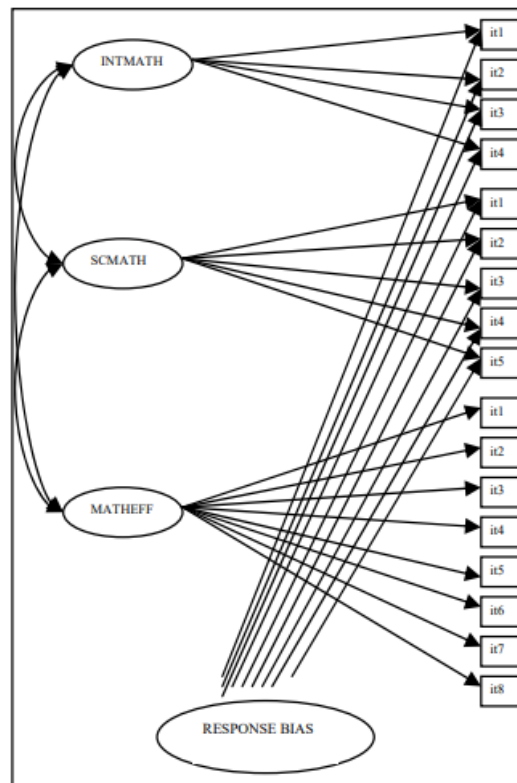 INTMATH
it1
it2
it3
it4
SCMATH
it1
it2
it3
it4
it5
MATHEFF
it1
it2
it3
it4
it5
it6
it7
it8
RESPONSE BIAS